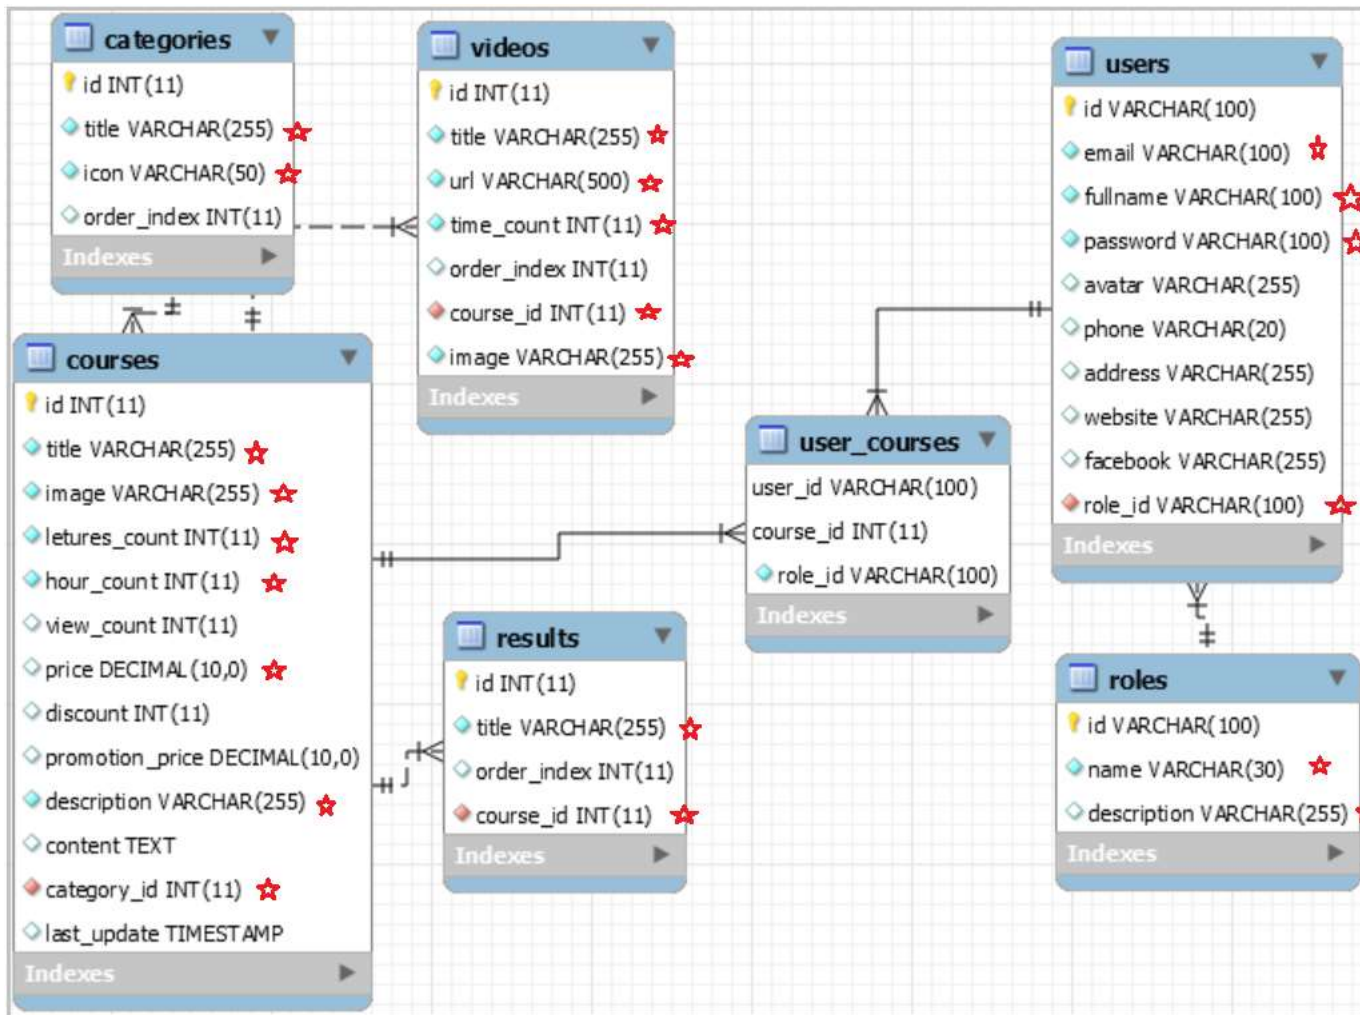 categories
id INT(11)
title VARCHAR(255)
icon VARCHAR(50)
order_index INT(11)
Indexes
videos
id INT(11)
title VARCHAR(255)
url VARCHAR(500)
time_count INT(11)
order_index INT(11)
course_id INT(11)
image VARCHAR(255)
Indexes
users
id VARCHAR(100)
email VARCHAR(100)
fullname VARCHAR(100)
password VARCHAR(100)
avatar VARCHAR(255)
phone VARCHAR(20)
address VARCHAR(255)
website VARCHAR(255)
facebook VARCHAR(255)
role_id VARCHAR(100)
Indexes
courses
id INT(11)
title VARCHAR(255)
image VARCHAR(255)
letures_count INT(11)
hour_count INT(11)
view_count INT(11)
price DECIMAL(10,0)
discount INT(11)
promotion_price DECIMAL(10,0)
description VARCHAR(255)
content TEXT
category_id INT(11)
last_update TIMESTAMP
Indexes
user_courses
user_id VARCHAR(100)
course_id INT(11)
role_id VARCHAR(100)
Indexes
results
id INT(11)
title VARCHAR(255)
order_index INT(11)
course_id INT(11)
Indexes
roles
id VARCHAR(100)
name VARCHAR(30)
description VARCHAR(255)
Indexes